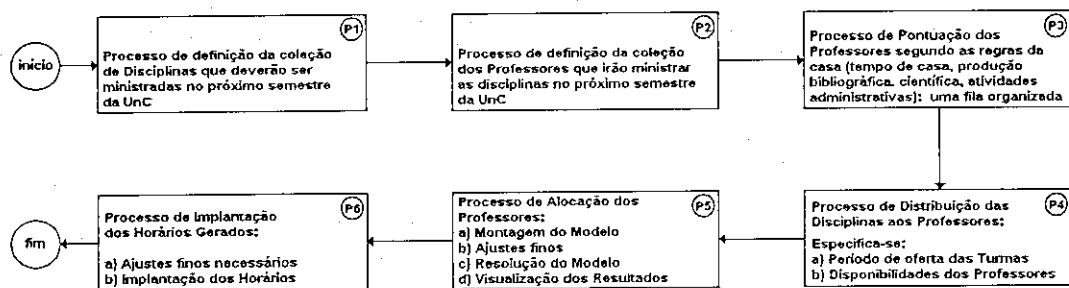 início
P1
Processo de definição da coleção
de Disciplinas que deverão ser
ministradas no próximo semestre
da UnC
P2
Processo de definição da coleção
dos Professores que irão ministrar
as disciplinas no próximo semestre
da UnC
P3
Processo de Pontuação dos
Professores segundo as regras da
casa (tempo de casa, produção
bibliográfica, científica, atividades
administrativas): uma fila organizada
P4
Processo de Distribuição das
Disciplinas aos Professores:
Especifica-se:
a) Período de oferta das Turmas
b) Disponibilidades dos Professores
P5
Processo de Alocação dos
Professores:
a) Montagem do Modelo
b) Ajustes finos
c) Resolução do Modelo
d) Visualização dos Resultados
P6
Processo de Implantação
dos Horários Gerados:
a) Ajustes finos necessários
b) Implantação dos Horários
fim